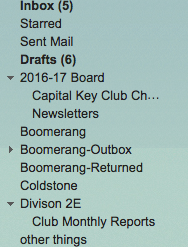 Inbox (5)
Starred
Sent Mail
Drafts (6)
2016-17 Board
Capital Key Club Ch…
Newsletters
Boomerang
Boomerang-Outbox
Boomerang-Returned
Coldstone
Divison 2E
Club Monthly Reports
other things